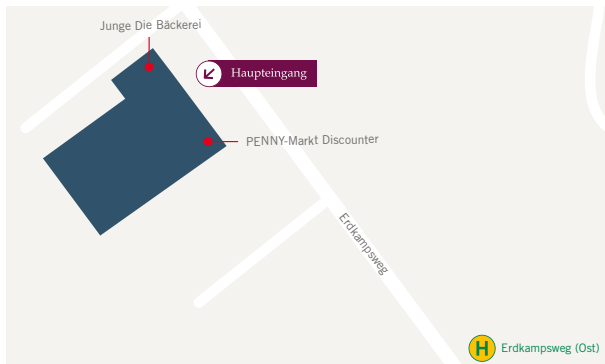 Junge Die Bäckerei
Haupteingang
PENNY-Markt Discounter
Erdkampsweg
H Erdkampsweg (Ost)